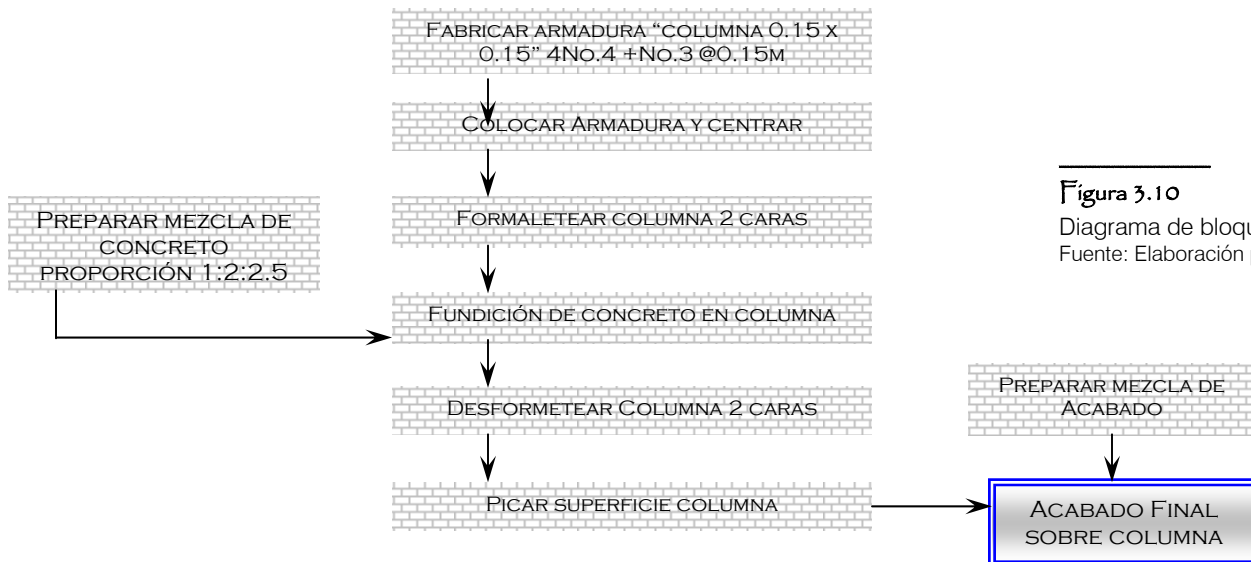 FABRICAR ARMADURA “COLUMNA 0.15 X
0.15” 4NO.4 +NO.3 @0.15M
COLOCAR ARMADURA Y CENTRAR
FORMALETEAR COLUMNA 2 CARAS
PREPARAR MEZCLA DE
CONCRETO
PROPORCIÓN 1:2:2.5
Figura 3.10
Diagrama de
Fuente: Elaboración
FUNDICIÓN DE CONCRETO EN COLUMNA
DESFORMETEAR COLUMNA 2 CARAS
PREPARAR MEZCLA DE
ACABADO
PICAR SUPERFICIE COLUMNA
ACABADO FINAL
SOBRE COLUMNA